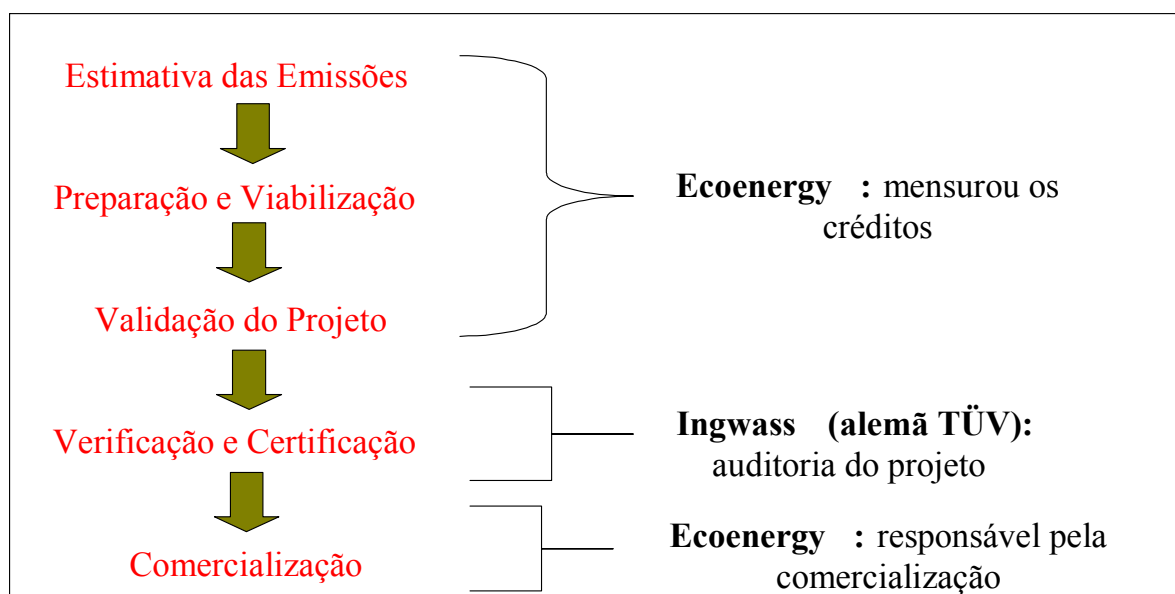 Estimativa das Emissões
Preparação e Viabilização
Validação do Projeto
Verificação e Certificação
Comercialização
Ecoenergy : mensurou os
créditos
Ingwass (alemã TÜV):
auditoria do projeto
Ecoenergy : responsável pela
comercialização